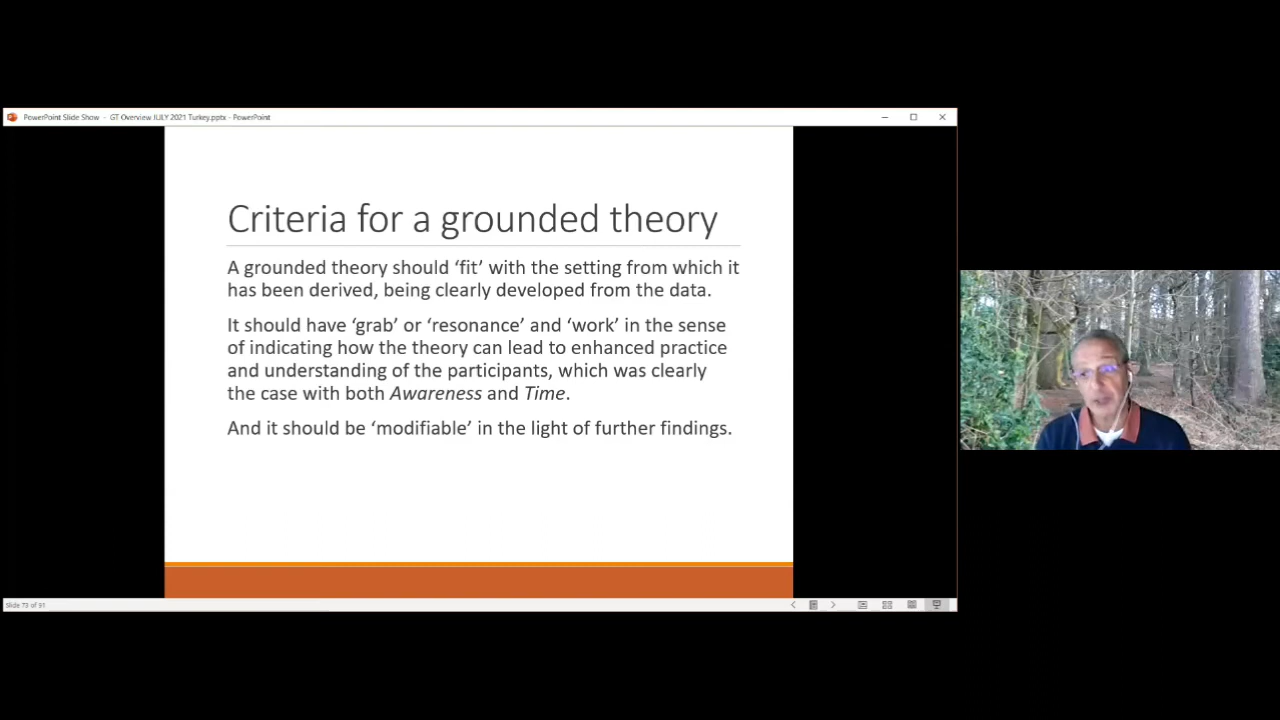 PowerPoint Slide Show - GT Overview JULY 2021 Turkey.pptx - PowerPoint
Criteria for a grounded theory
A grounded theory should ‘fit’ with the setting from which it
has been derived, being clearly developed from the data.
It should have ‘grab’ or ‘resonance’ and ‘work’ in the sense
of indicating how the theory can lead to enhanced practice
and understanding of the participants, which was clearly
the case with both Awareness and Time.
And it should be ‘modifiable’ in the light of further findings.
Slide 73 of 91